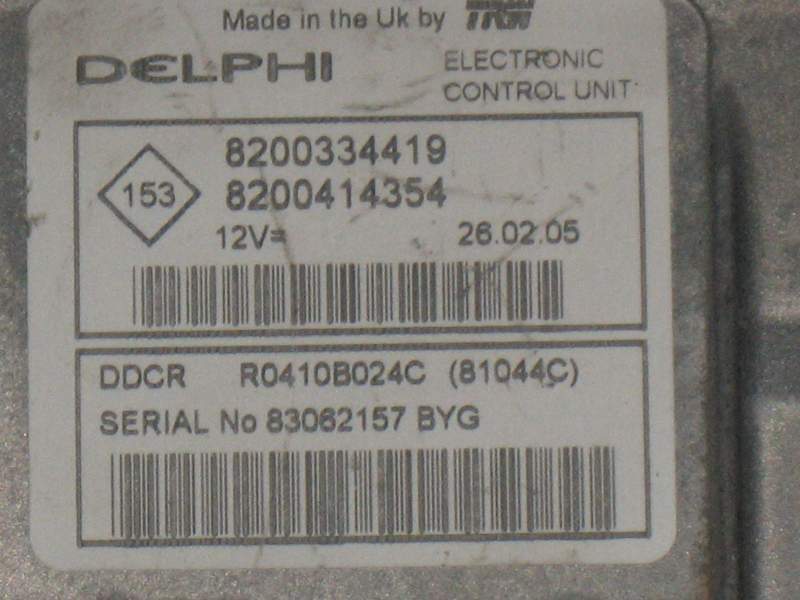 Made in the Uk by TRW
DELPHI
ELECTRONIC
CONTROL UNIT
153
8200334419
8200414354
12V=
26.02.05
DDCR R0410B024C (81044C)
SERIAL No 83062157 BYG